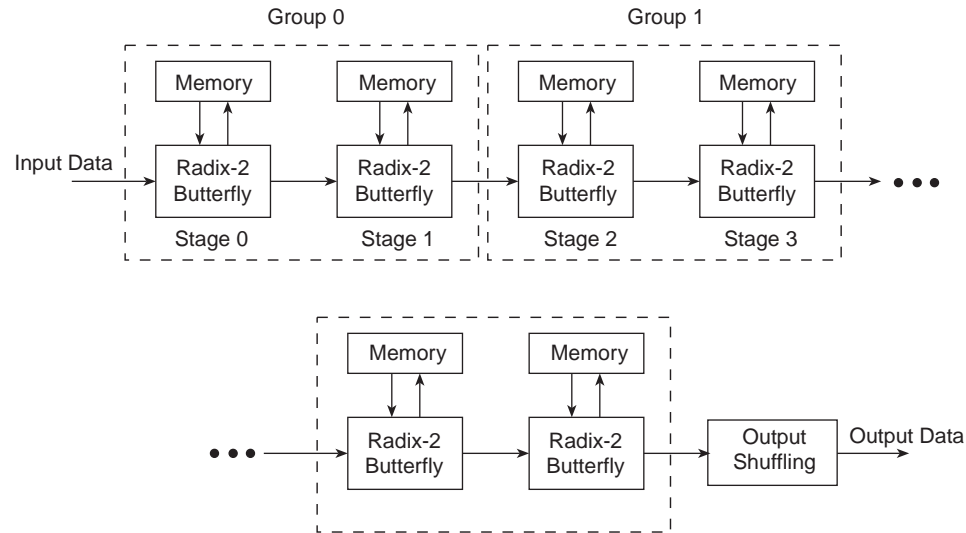 Group 0
Group 1
Memory
Memory
Memory
Memory
Input Data
Radix-2
Butterfly
Radix-2
Butterfly
Radix-2
Butterfly
Radix-2
Butterfly
Stage 0
Stage 1
Stage 2
Stage 3
Memory
Memory
Radix-2
Butterfly
Radix-2
Butterfly
Output
Shuffling
Output Data